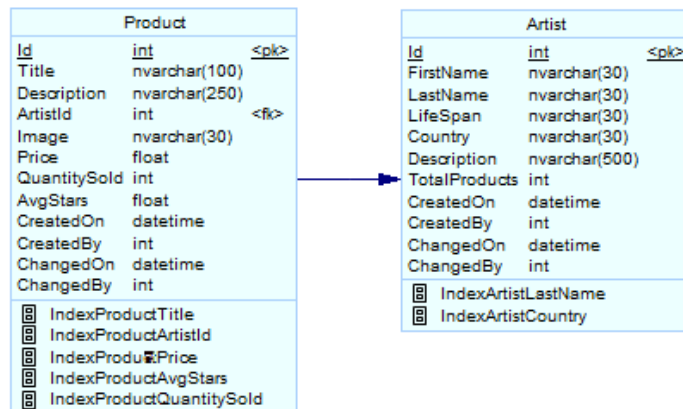 Product
Id int <pk>
Title nvarchar(100)
Description nvarchar(250)
ArtistId int <fk>
Image nvarchar(30)
Price float
QuantitySold int
AvgStars float
CreatedOn datetime
CreatedBy int
ChangedOn datetime
ChangedBy int
IndexProductTitle
IndexProductArtistId
IndexProductPrice
IndexProductAvgStars
IndexProductQuantitySold
Artist
Id int <pk>
FirstName nvarchar(30)
LastName nvarchar(30)
LifeSpan nvarchar(30)
Country nvarchar(30)
Description nvarchar(500)
TotalProducts int
CreatedOn datetime
CreatedBy int
ChangedOn datetime
ChangedBy int
IndexArtistLastName
IndexArtistCountry